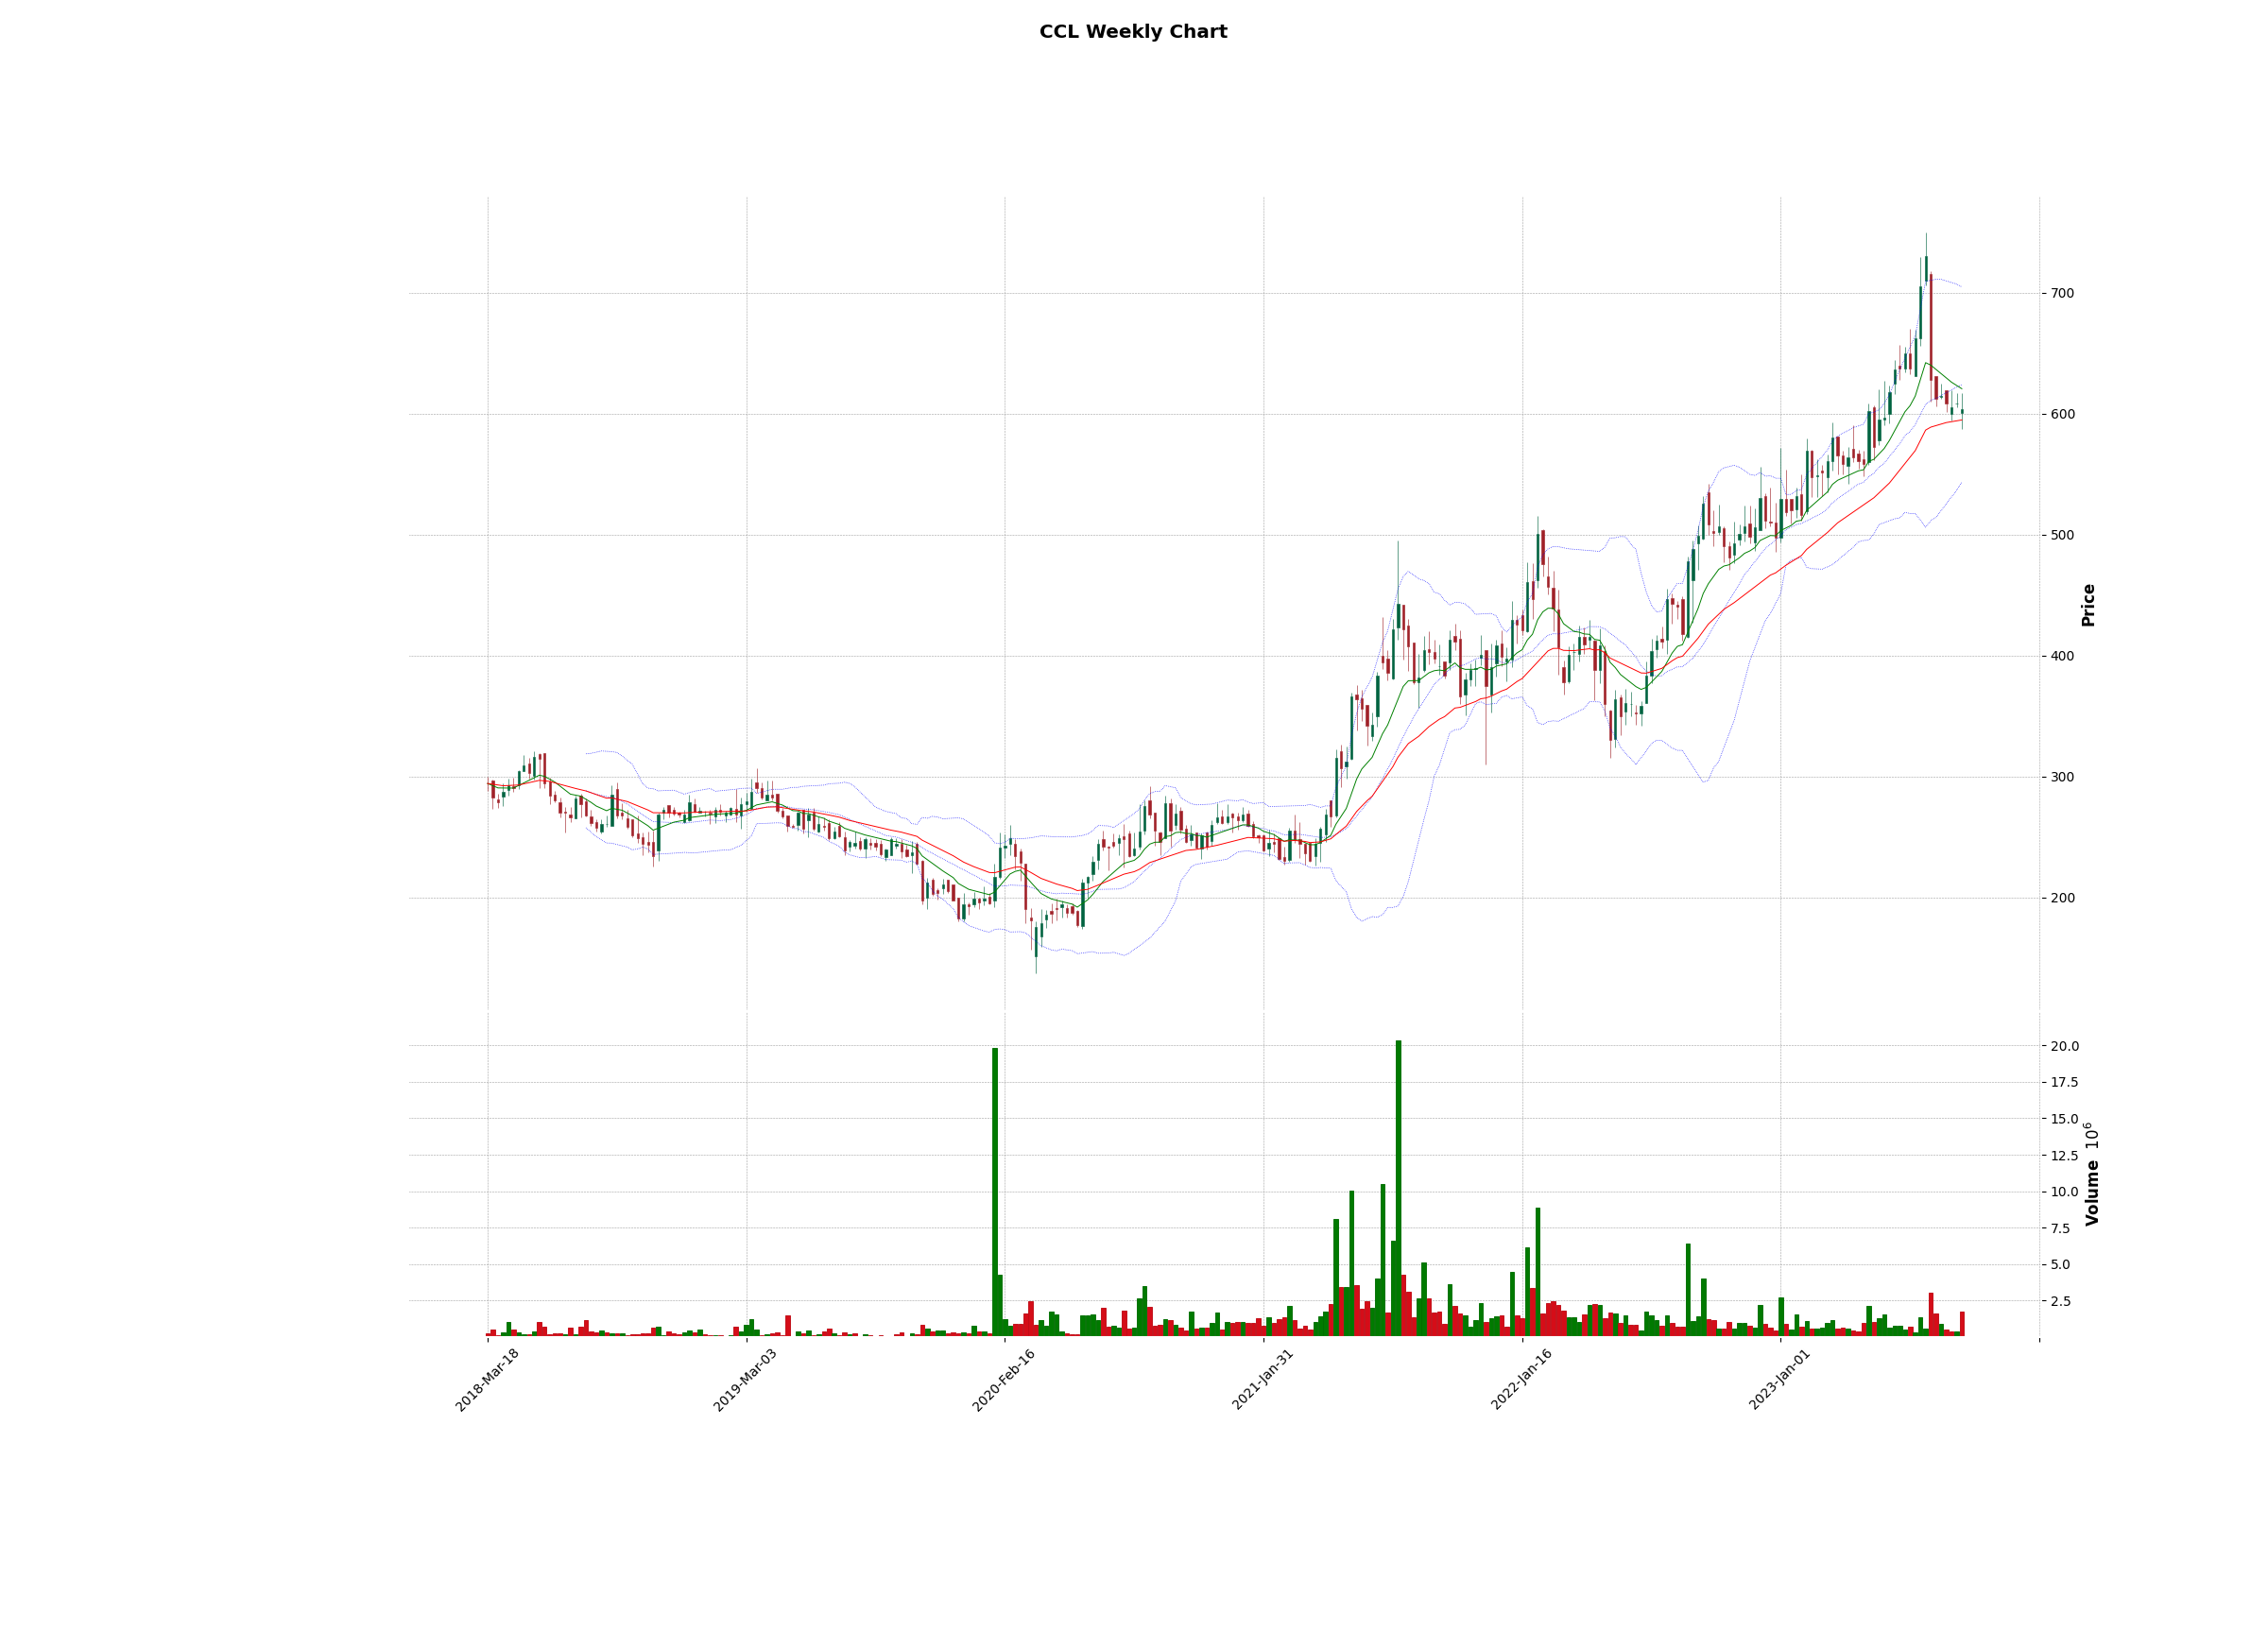 CCL Weekly Chart
700
600
500
400
300
200
Price
20.0
17.5
15.0
12.5
10.0
7.5
5.0
2.5
Volume 10⁶
2018-Mar-18
2019-Mar-03
2020-Feb-16
2021-Jan-31
2022-Jan-16
2023-Jan-01